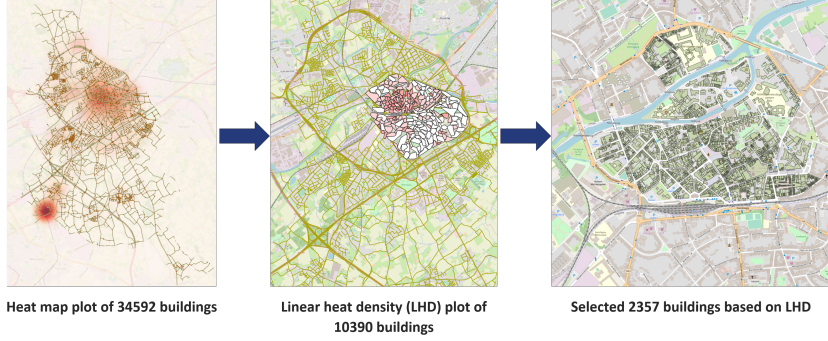 Heat map plot of 34592 buildings
Linear heat density (LHD) plot of
10390 buildings
Selected 2357 buildings based on LHD